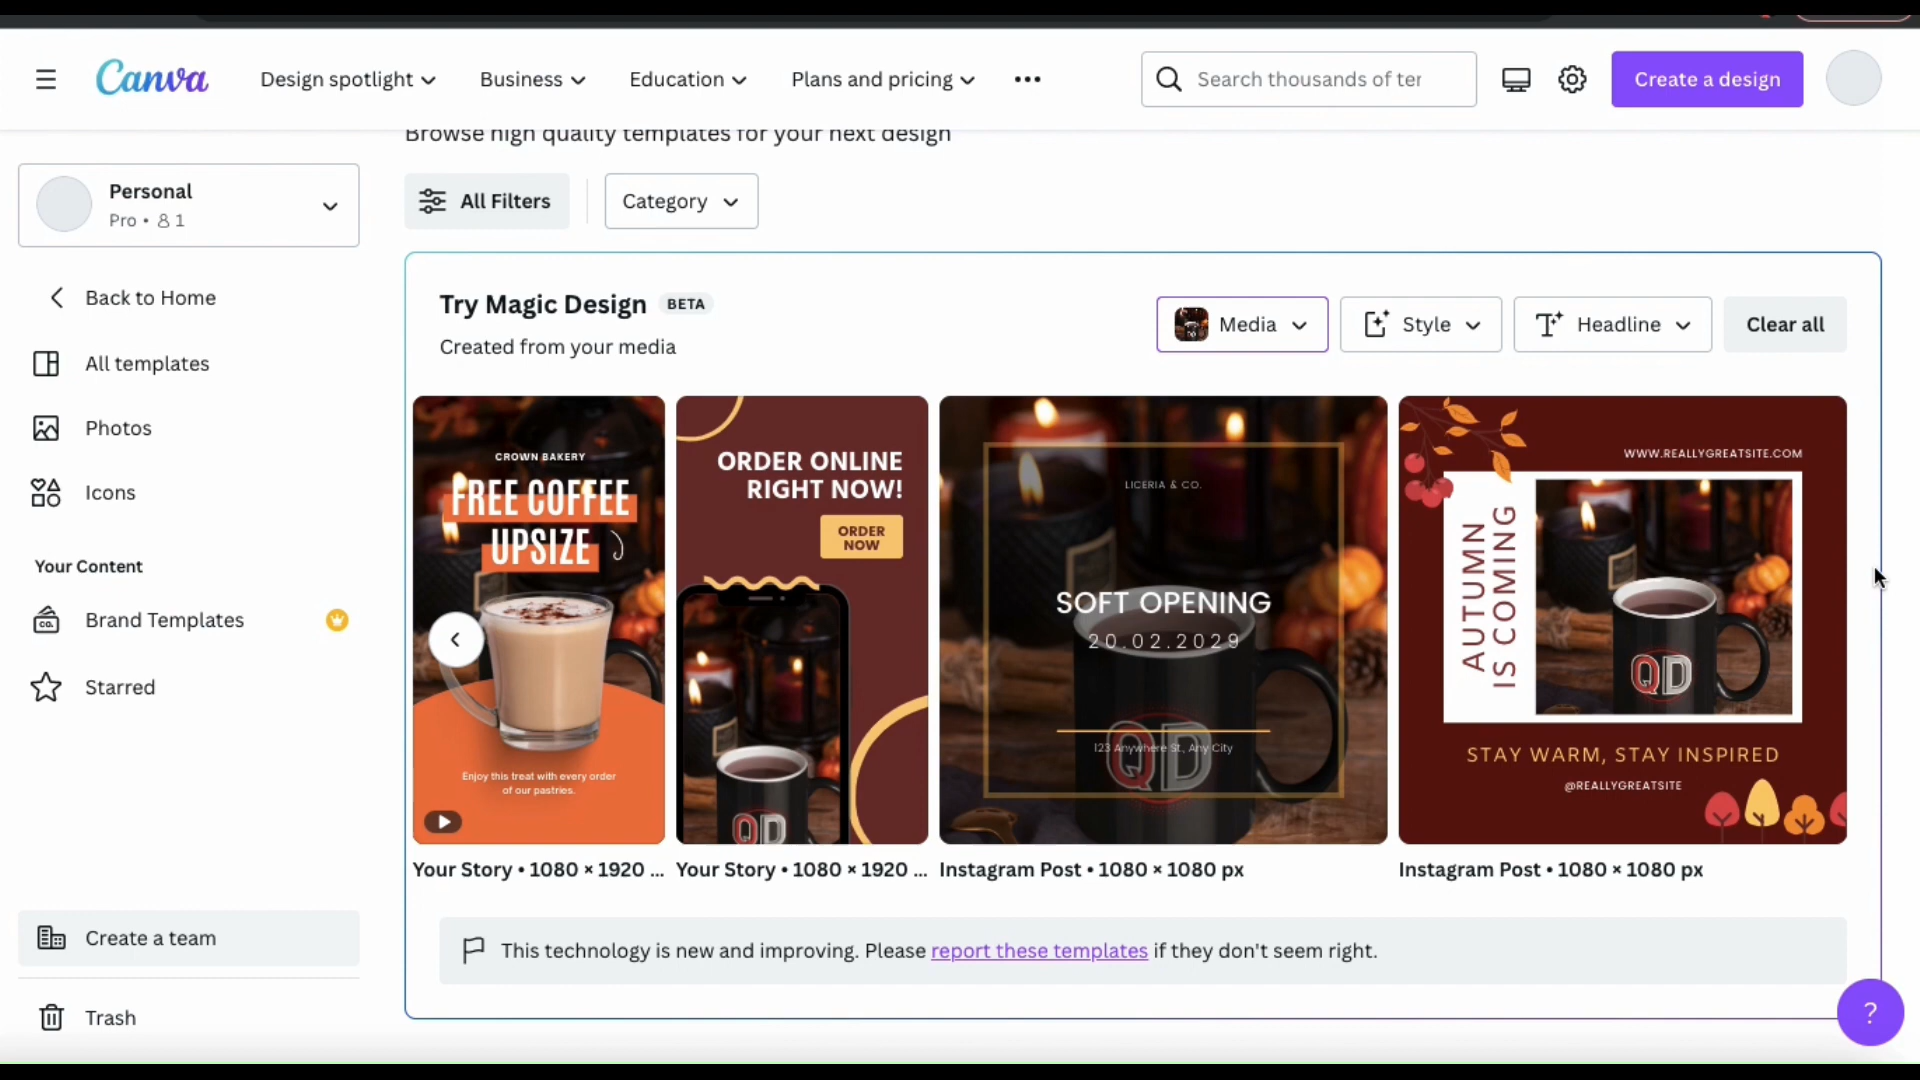 Canva
Design spotlight
Business
Education
Plans and pricing
Search thousands of ter
Create a design
Browse high quality templates for your next design
Personal
Pro • 1
All Filters
Category
Back to Home
All templates
Photos
Icons
Your Content
Brand Templates
CO.
Starred
Create a team
Trash
Try Magic Design BETA
Created from your media
Media
Style
Headline
Clear all
CROWN BAKERY
FREE COFFEE
UPSIZE
Enjoy this treat with every order
of our pastries.
Your Story • 1080 × 1920 ...
ORDER ONLINE
RIGHT NOW!
ORDER
NOW
QD
Your Story • 1080 × 1920 ...
LICERIA & CO.
SOFT OPENING
20.02.2029
123 Anywhere St., Any City
QD
Instagram Post • 1080 × 1080 px
WWW.REALLYGREATSITE.COM
AUTUMN
IS COMING
QD
STAY WARM, STAY INSPIRED
@REALLYGREATSITE
Instagram Post • 1080 × 1080 px
This technology is new and improving. Please report these templates if they don't seem right.
?